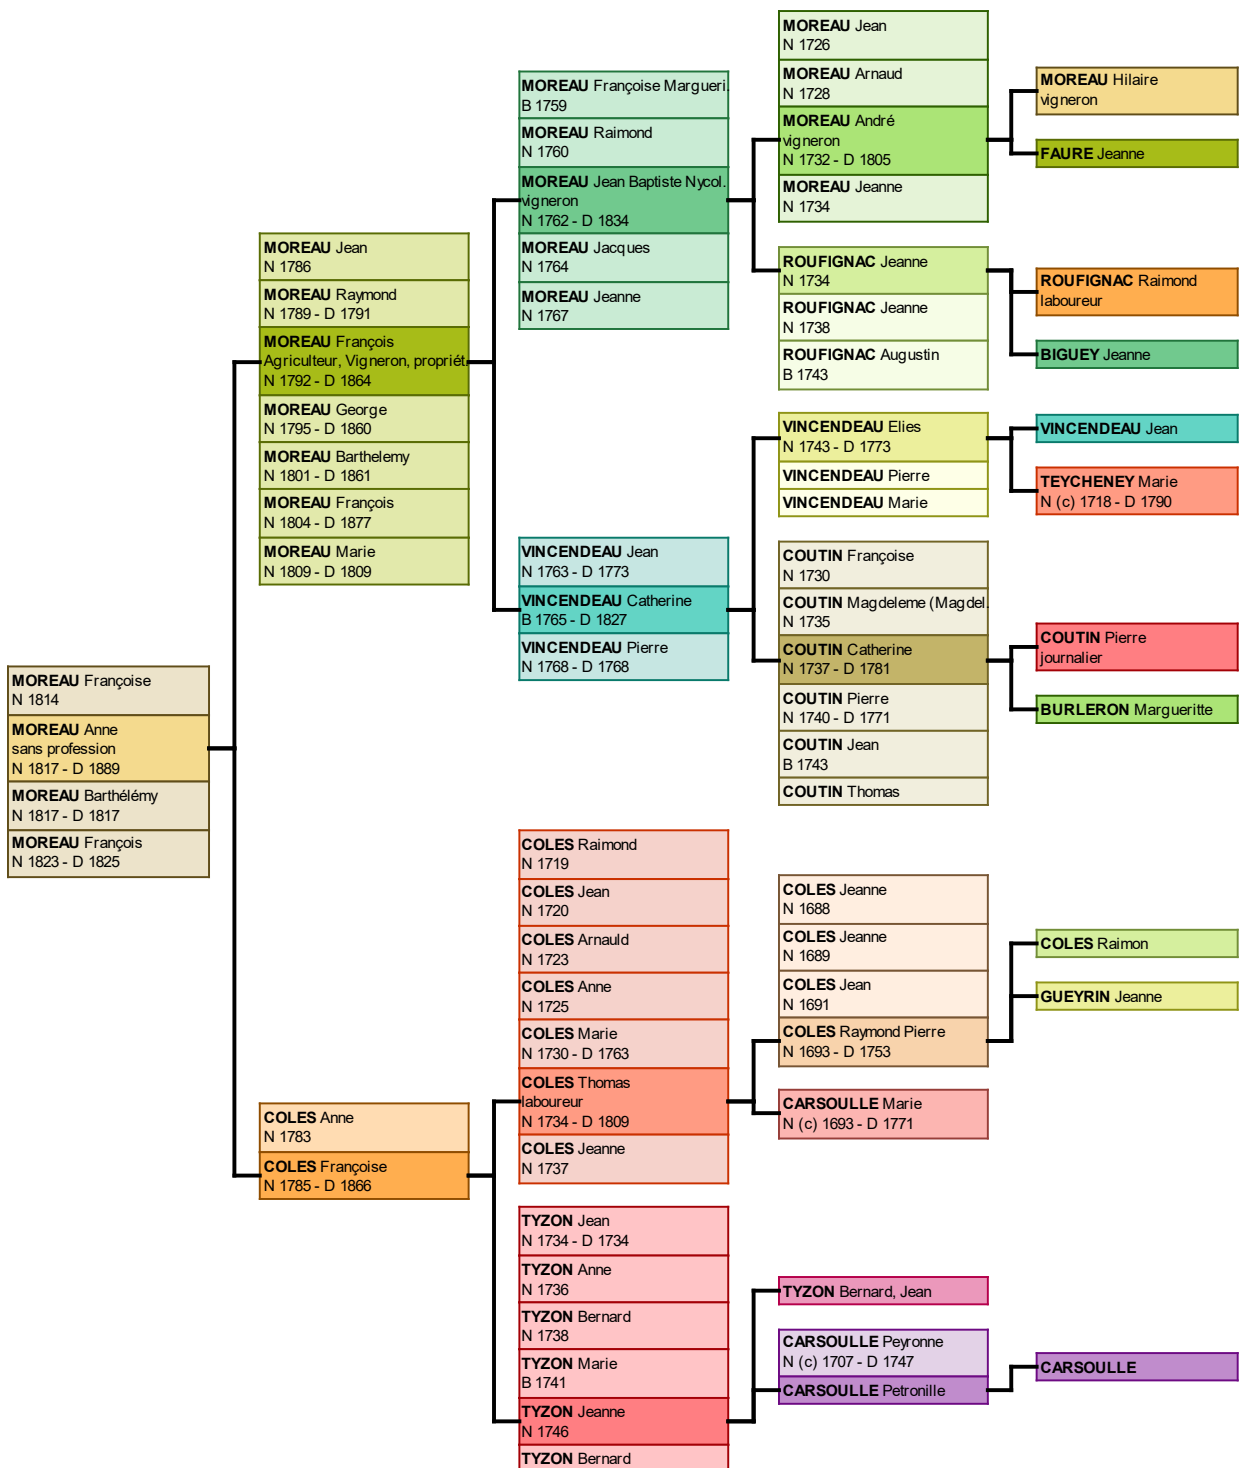 MOREAU Françoise
N 1814
MOREAU Anne
sans profession
N 1817 - D 1889
MOREAU Barthélémy
N 1817 - D 1817
MOREAU François
N 1823 - D 1825
MOREAU Jean
N 1786
MOREAU Raymond
N 1789 - D 1791
MOREAU François
Agriculteur, Vigneron, propriét.
N 1792 - D 1864
MOREAU George
N 1795 - D 1860
MOREAU Barthelemy
N 1801 - D 1861
MOREAU François
N 1804 - D 1877
MOREAU Marie
N 1809 - D 1809
COLES Anne
N 1783
COLES Françoise
N 1785 - D 1866
MOREAU Françoise Margueri.
B 1759
MOREAU Raimond
N 1760
MOREAU Jean Baptiste Nycol.
vigneron
N 1762 - D 1834
MOREAU Jacques
N 1764
MOREAU Jeanne
N 1767
VINCENDEAU Jean
N 1763 - D 1773
VINCENDEAU Catherine
B 1765 - D 1827
VINCENDEAU Pierre
N 1768 - D 1768
COLES Raimond
N 1719
COLES Jean
N 1720
COLES Arnauld
N 1723
COLES Anne
N 1725
COLES Marie
N 1730 - D 1763
COLES Thomas
laboureur
N 1734 - D 1809
COLES Jeanne
N 1737
TYZON Jean
N 1734 - D 1734
TYZON Anne
N 1736
TYZON Bernard
N 1738
TYZON Marie
B 1741
TYZON Jeanne
N 1746
TYZON Bernard
MOREAU Jean
N 1726
MOREAU Arnaud
N 1728
MOREAU André
vigneron
N 1732 - D 1805
MOREAU Jeanne
N 1734
ROUFIGNAC Jeanne
N 1734
ROUFIGNAC Jeanne
N 1738
ROUFIGNAC Augustin
B 1743
VINCENDEAU Elies
N 1743 - D 1773
VINCENDEAU Pierre
VINCENDEAU Marie
COUTIN Françoise
N 1730
COUTIN Magdeleme (Magdel.
N 1735
COUTIN Catherine
N 1737 - D 1781
COUTIN Pierre
N 1740 - D 1771
COUTIN Jean
B 1743
COUTIN Thomas
COLES Jeanne
N 1688
COLES Jeanne
N 1689
COLES Jean
N 1691
COLES Raymond Pierre
N 1693 - D 1753
CARSOULLE Marie
N (c) 1693 - D 1771
TYZON Bernard, Jean
CARSOULLE Peyronne
N (c) 1707 - D 1747
CARSOULLE Petronille
MOREAU Hilaire
vigneron
FAURE Jeanne
ROUFIGNAC Raimond
laboureur
BIGUEY Jeanne
VINCENDEAU Jean
TEYCHENEY Marie
N (c) 1718 - D 1790
COUTIN Pierre
journalier
BURLERON Margueritte
COLES Raimon
GUEYRIN Jeanne
CARSOULLE